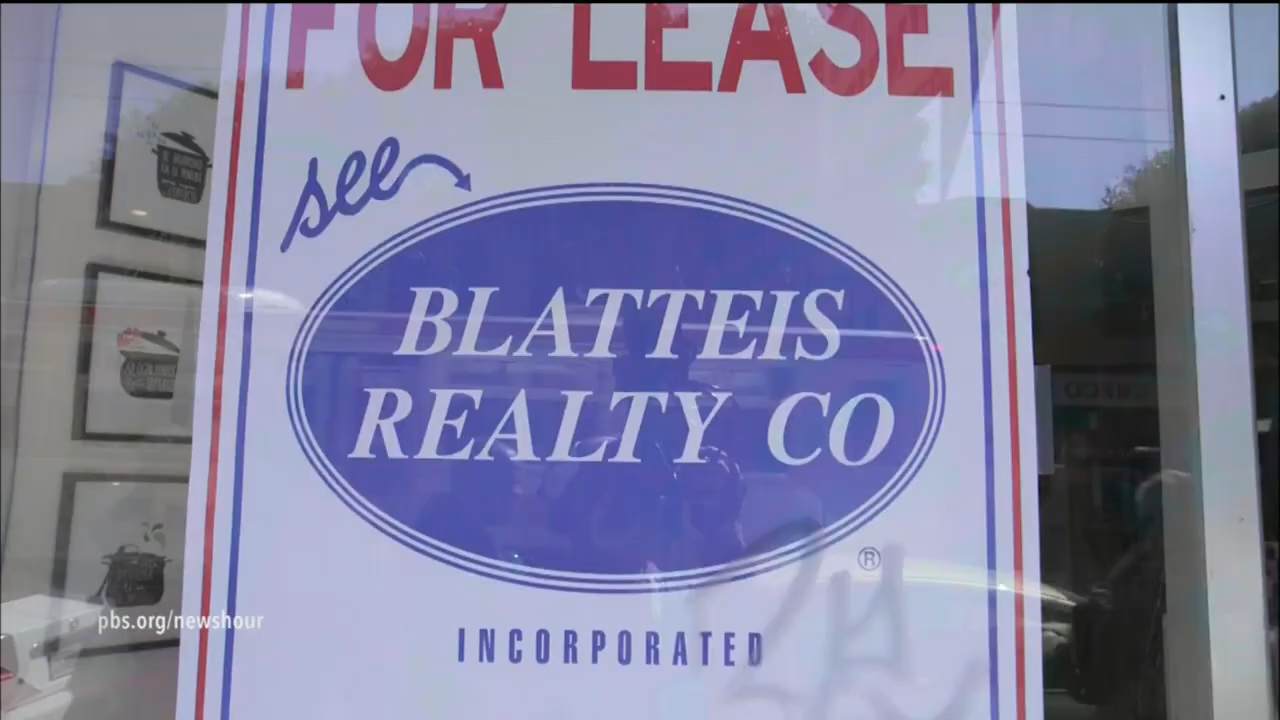 FOR LEASE
see
BLATTEIS
REALTY CO
®
INCORPORATED
pbs.org/newshour